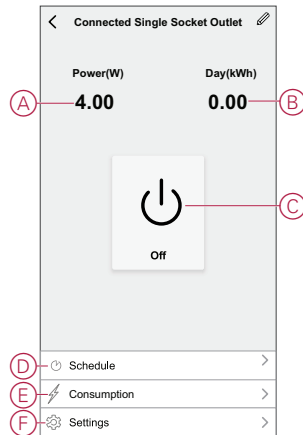 Connected Single Socket Outlet
Power(W) Day(kWh)
A 4.00 0.00 B
C
Off
D Schedule
E Consumption
F Settings